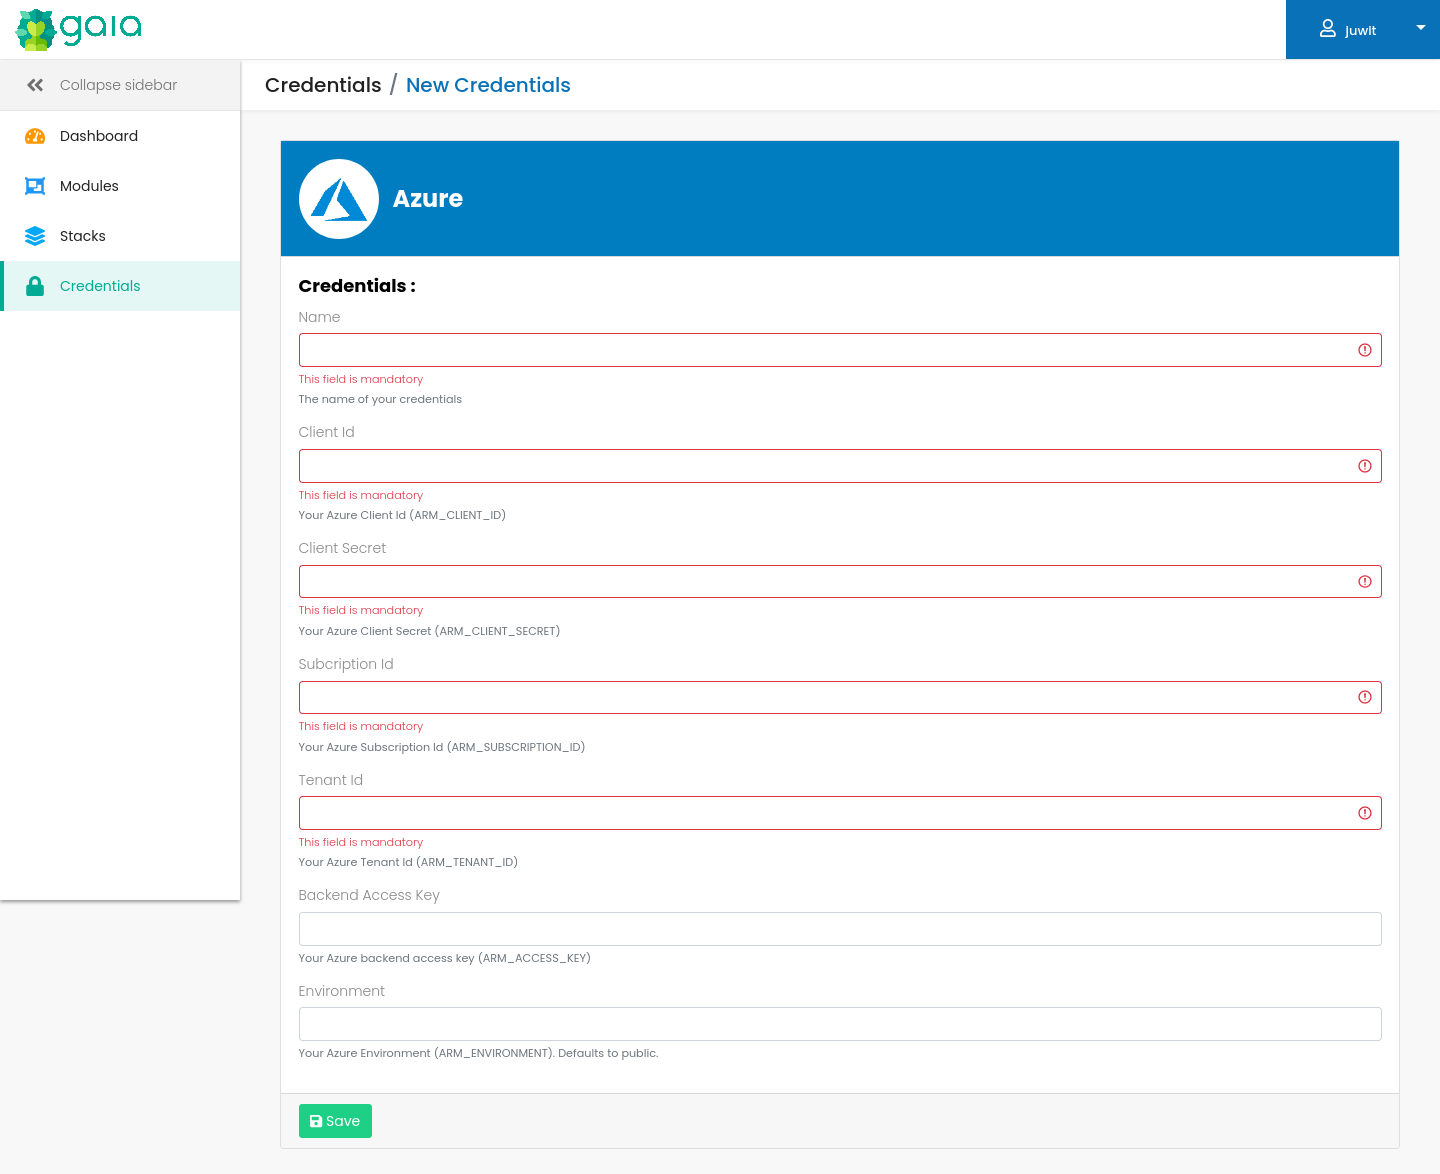 gaia
juwit
Collapse sidebar
Credentials / New Credentials
Dashboard
Modules
Stacks
Credentials
Azure
Credentials :
Name
This field is mandatory
The name of your credentials
Client Id
This field is mandatory
Your Azure Client Id (ARM_CLIENT_ID)
Client Secret
This field is mandatory
Your Azure Client Secret (ARM_CLIENT_SECRET)
Subcription Id
This field is mandatory
Your Azure Subscription Id (ARM_SUBSCRIPTION_ID)
Tenant Id
This field is mandatory
Your Azure Tenant Id (ARM_TENANT_ID)
Backend Access Key
Your Azure backend access key (ARM_ACCESS_KEY)
Environment
Your Azure Environment (ARM_ENVIRONMENT). Defaults to public.
Save